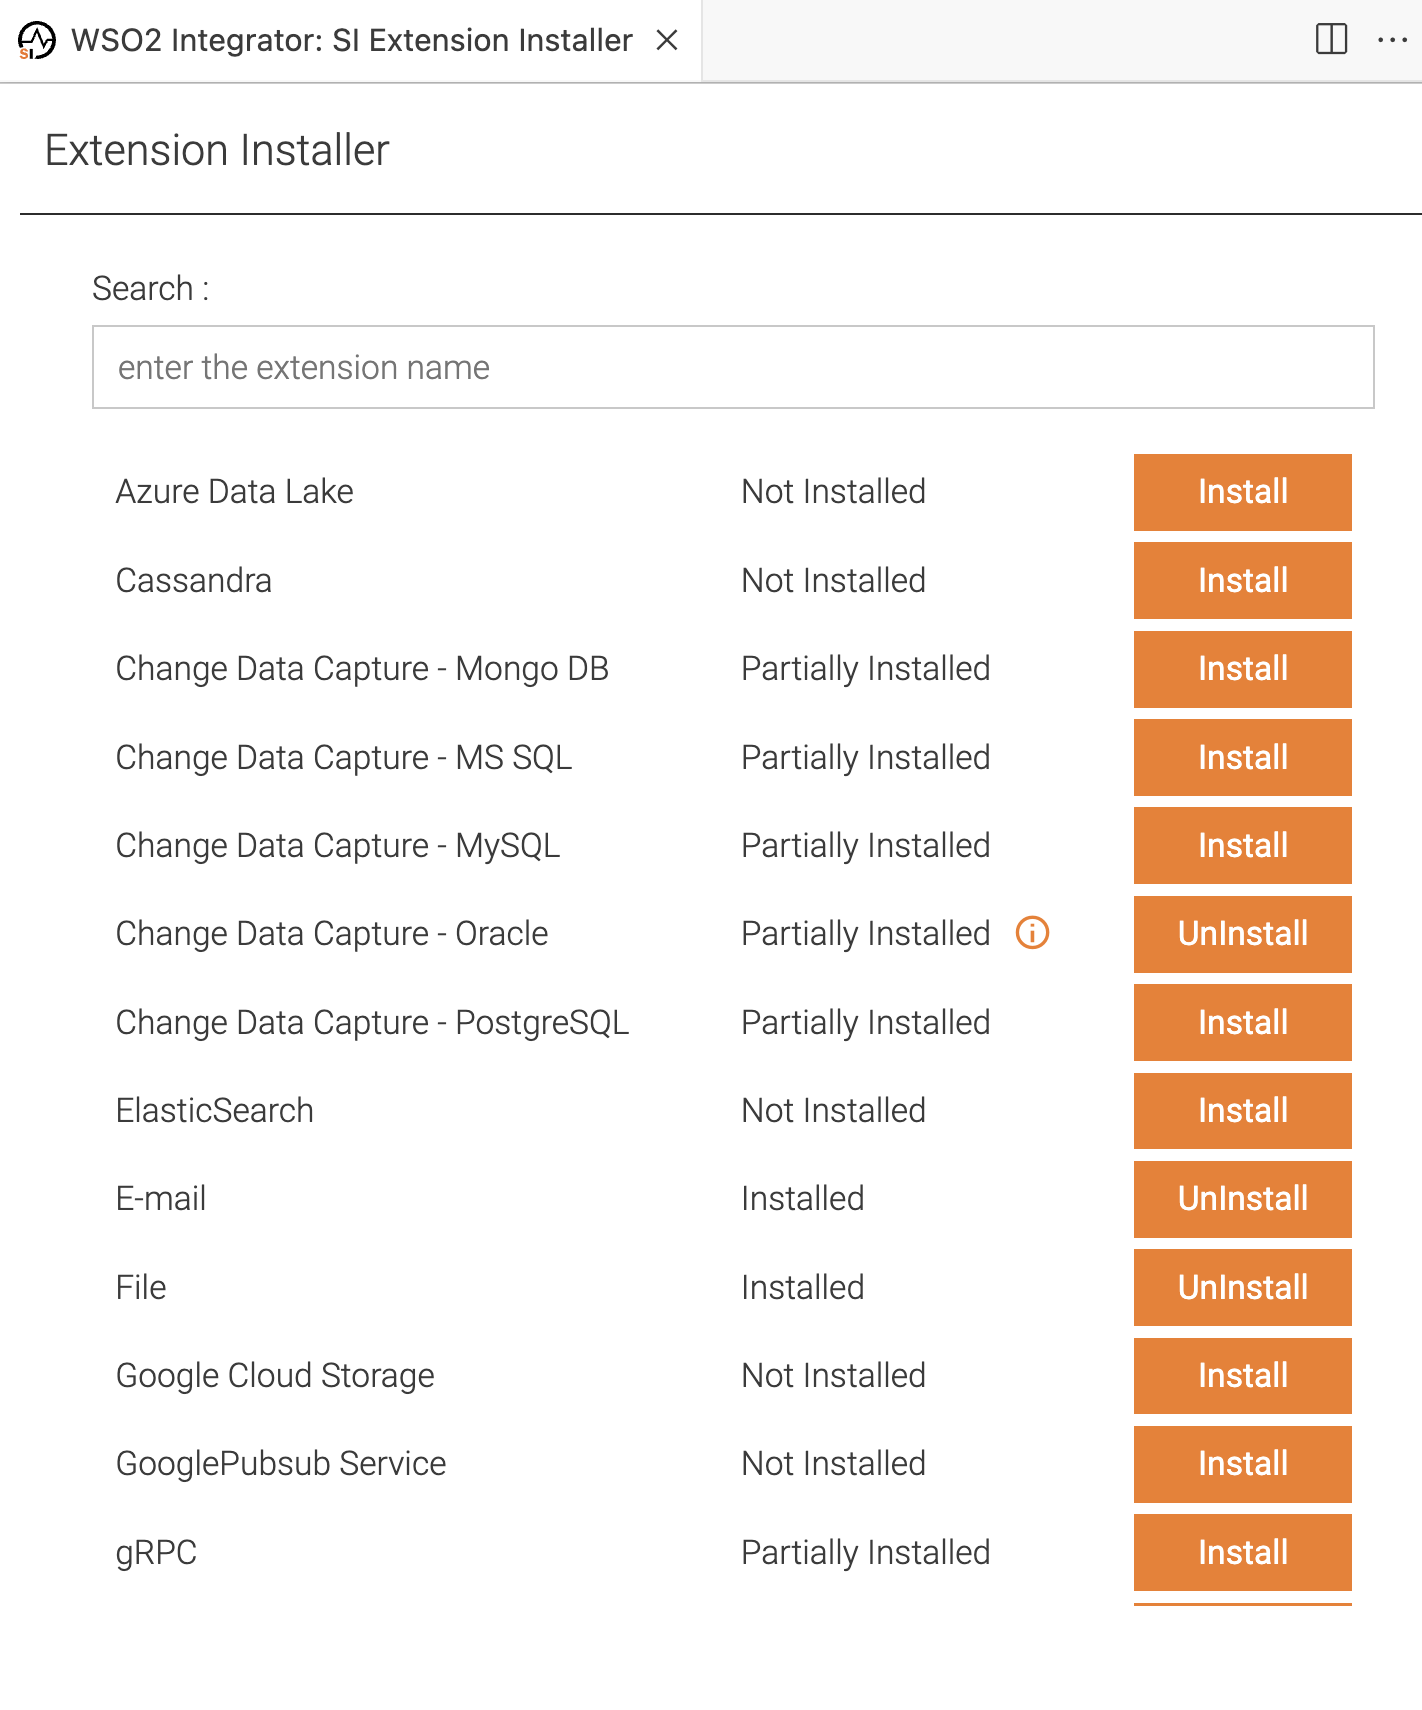 SI
WSO2 Integrator: SI Extension Installer
Extension Installer
Search :
enter the extension name
Azure Data Lake Not Installed Install
Cassandra Not Installed Install
Change Data Capture - Mongo DB Partially Installed Install
Change Data Capture - MS SQL Partially Installed Install
Change Data Capture - MySQL Partially Installed Install
Change Data Capture - Oracle Partially Installed UnInstall
Change Data Capture - PostgreSQL Partially Installed Install
ElasticSearch Not Installed Install
E-mail Installed UnInstall
File Installed UnInstall
Google Cloud Storage Not Installed Install
GooglePubsub Service Not Installed Install
gRPC Partially Installed Install